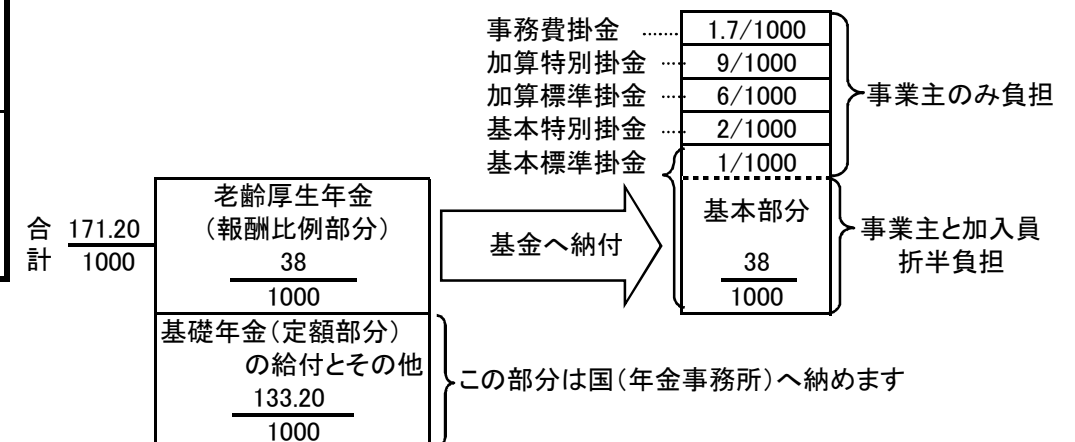 事務費掛金 ……. 1.7/1000
加算特別掛金 ….. 9/1000
加算標準掛金 ….. 6/1000
基本特別掛金 ….. 2/1000
基本標準掛金 1/1000
事業主のみ負担
合計 171.20
1000
老齢厚生年金
(報酬比例部分)
38
1000
基金へ納付
基本部分
38
1000
事業主と加入員
折半負担
基礎年金(定額部分)
の給付とその他
133.20
1000
この部分は国(年金事務所)へ納めます